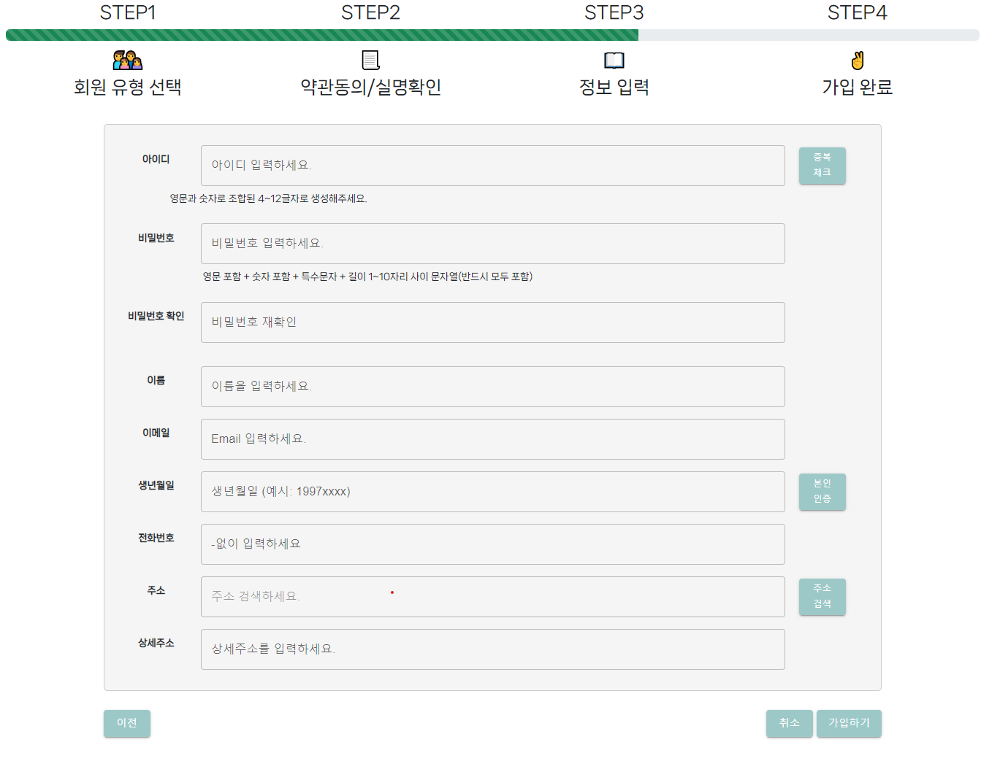 STEP1 STEP2 STEP3 STEP4
회원 유형 선택 약관동의/실명확인 정보 입력 가입 완료
아이디 아이디 입력하세요. 중복
체크
영문과 숫자로 조합된 4~12글자로 생성해주세요.
비밀번호 비밀번호 입력하세요.
영문 포함 + 숫자 포함 + 특수문자 + 길이 1~10자리 사이 문자열(반드시 모두 포함)
비밀번호 확인 비밀번호 재확인
이름 이름을 입력하세요.
이메일 Email 입력하세요.
생년월일 생년월일 (예시: 1997xxxx) 본인
인증
전화번호 -없이 입력하세요
주소 주소 검색하세요. 주소
검색
상세주소 상세주소를 입력하세요.
이전 취소 가입하기